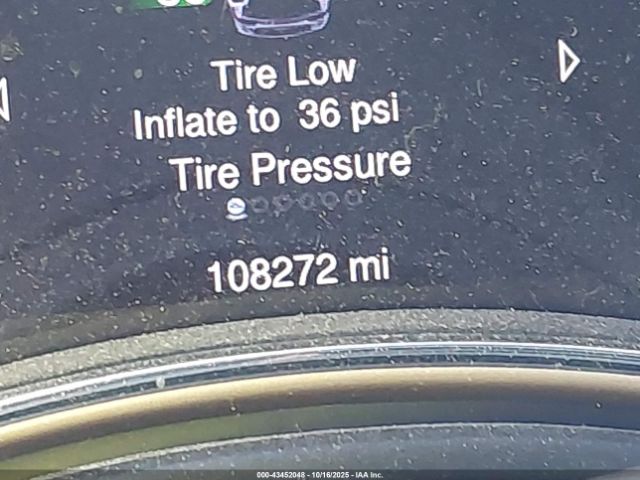 Tire Low
Inflate to 36 psi
Tire Pressure
108272 mi
000-43452048 - 10/16/2025 - IAA Inc.